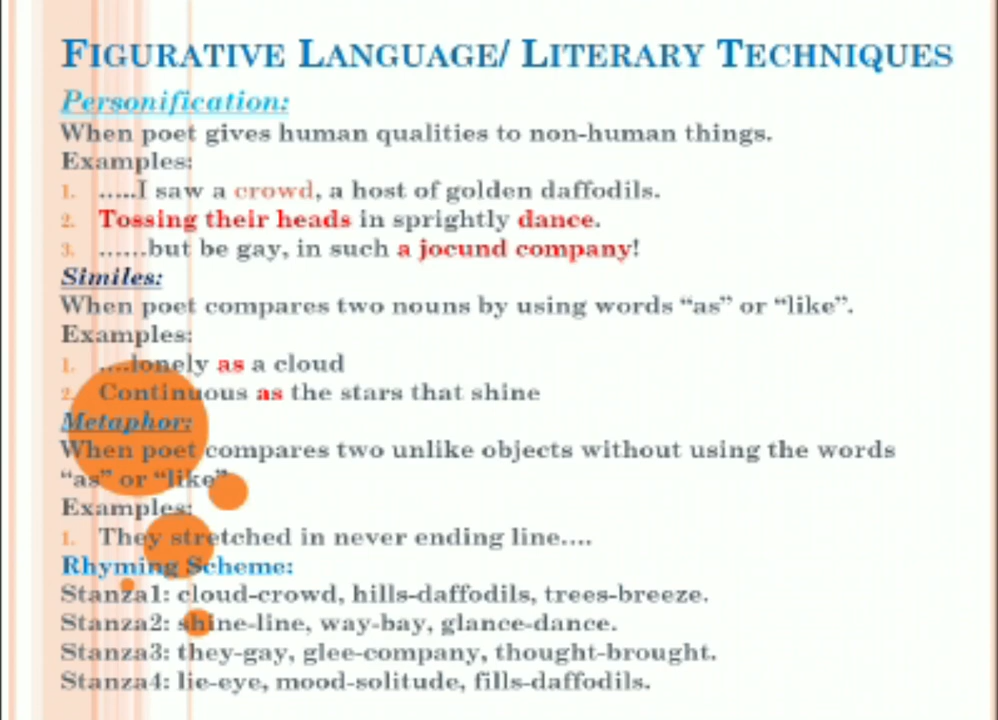 FIGURATIVE LANGUAGE/ LITERARY TECHNIQUES
Personification:
When poet gives human qualities to non-human things.
Examples:
1. .....I saw a crowd, a host of golden daffodils.
2. Tossing their heads in sprightly dance.
3. ......but be gay, in such a jocund company!
Similes:
When poet compares two nouns by using words “as” or “like”.
Examples:
1. ....lonely as a cloud
2. Continuous as the stars that shine
Metaphor:
When poet compares two unlike objects without using the words
“as” or “like”
Examples:
1. They stretched in never ending line....
Rhyming Scheme:
Stanza1: cloud-crowd, hills-daffodils, trees-breeze.
Stanza2: shine-line, way-bay, glance-dance.
Stanza3: they-gay, glee-company, thought-brought.
Stanza4: lie-eye, mood-solitude, fills-daffodils.